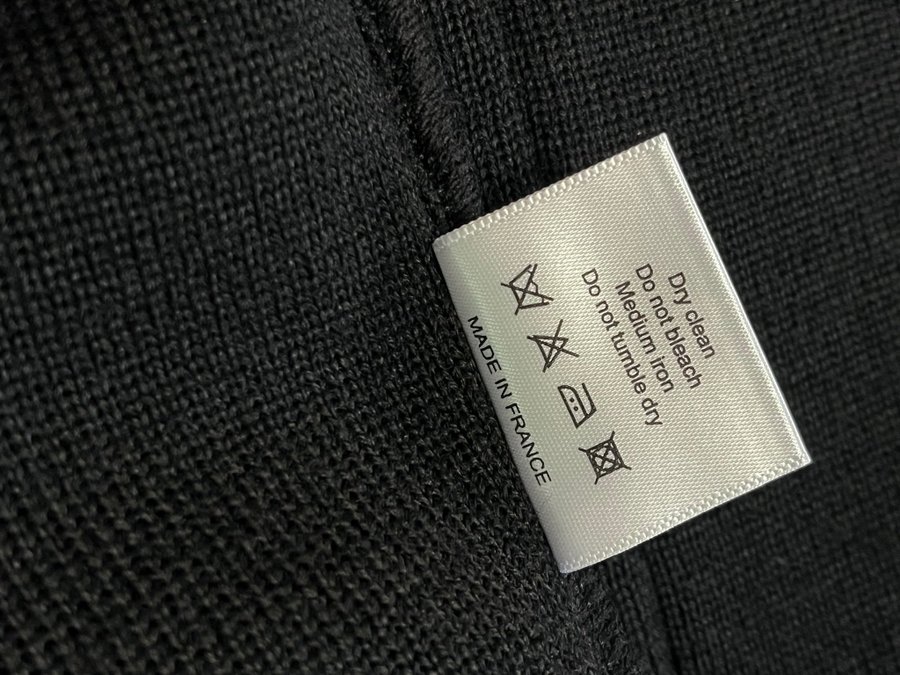 Dry clean
Do not bleach
Medium iron
Do not tumble dry
MADE IN FRANCE